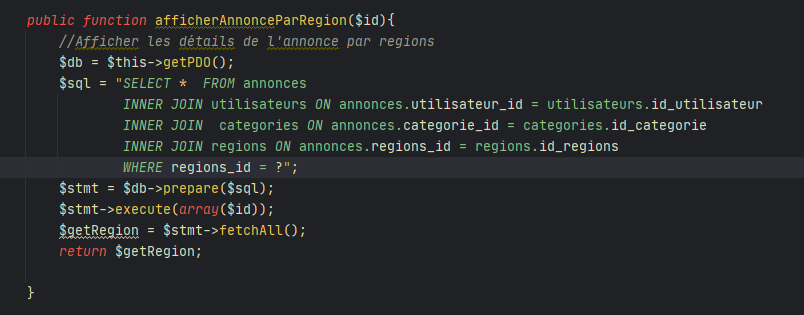 public function afficherAnnonceParRegion($id){
//Afficher les détails de l'annonce par regions
$db = $this->getPDO();
$sql = "SELECT *  FROM annonces
INNER JOIN utilisateurs ON annonces.utilisateur_id = utilisateurs.id_utilisateur
INNER JOIN  categories ON annonces.categorie_id = categories.id_categorie
INNER JOIN regions ON annonces.regions_id = regions.id_regions
WHERE regions_id = ?";
$stmt = $db->prepare($sql);
$stmt->execute(array($id));
$getRegion = $stmt->fetchAll();
return $getRegion;
}